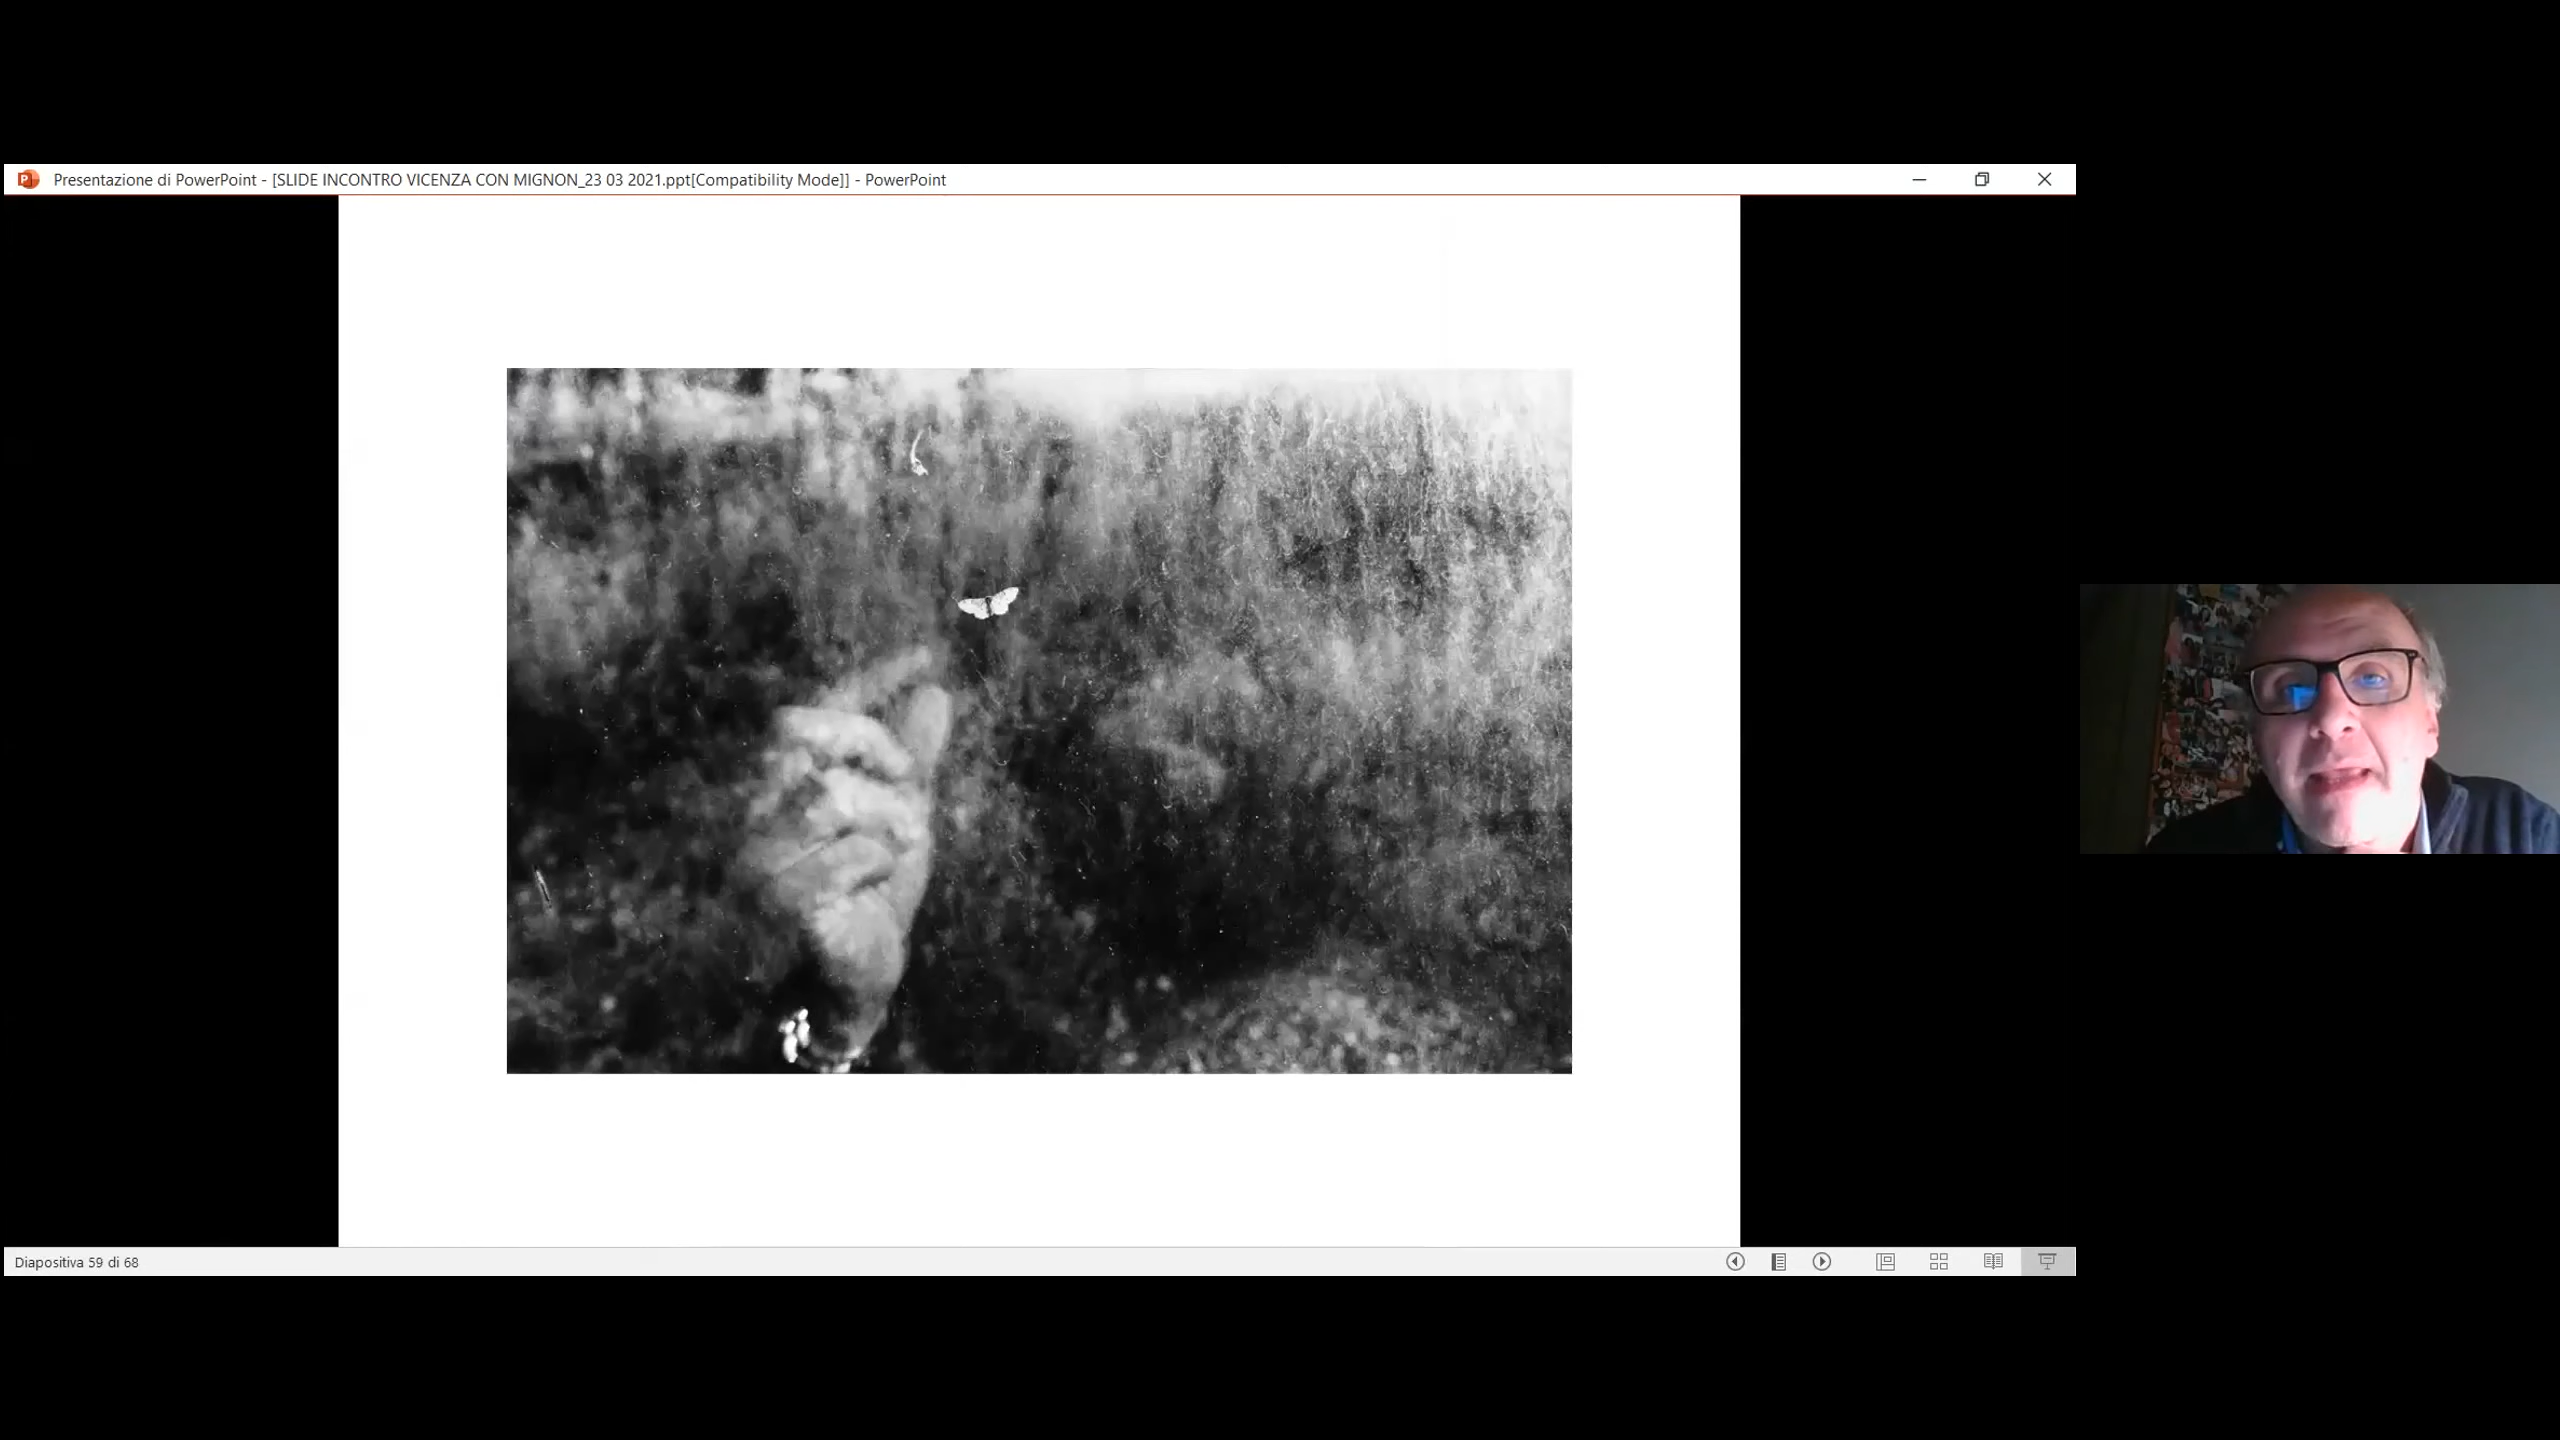 Presentazione di PowerPoint - [SLIDE INCONTRO VICENZA CON MIGNON_23 03 2021.ppt[Compatibility Mode]] - PowerPoint
Diapositiva 59 di 68